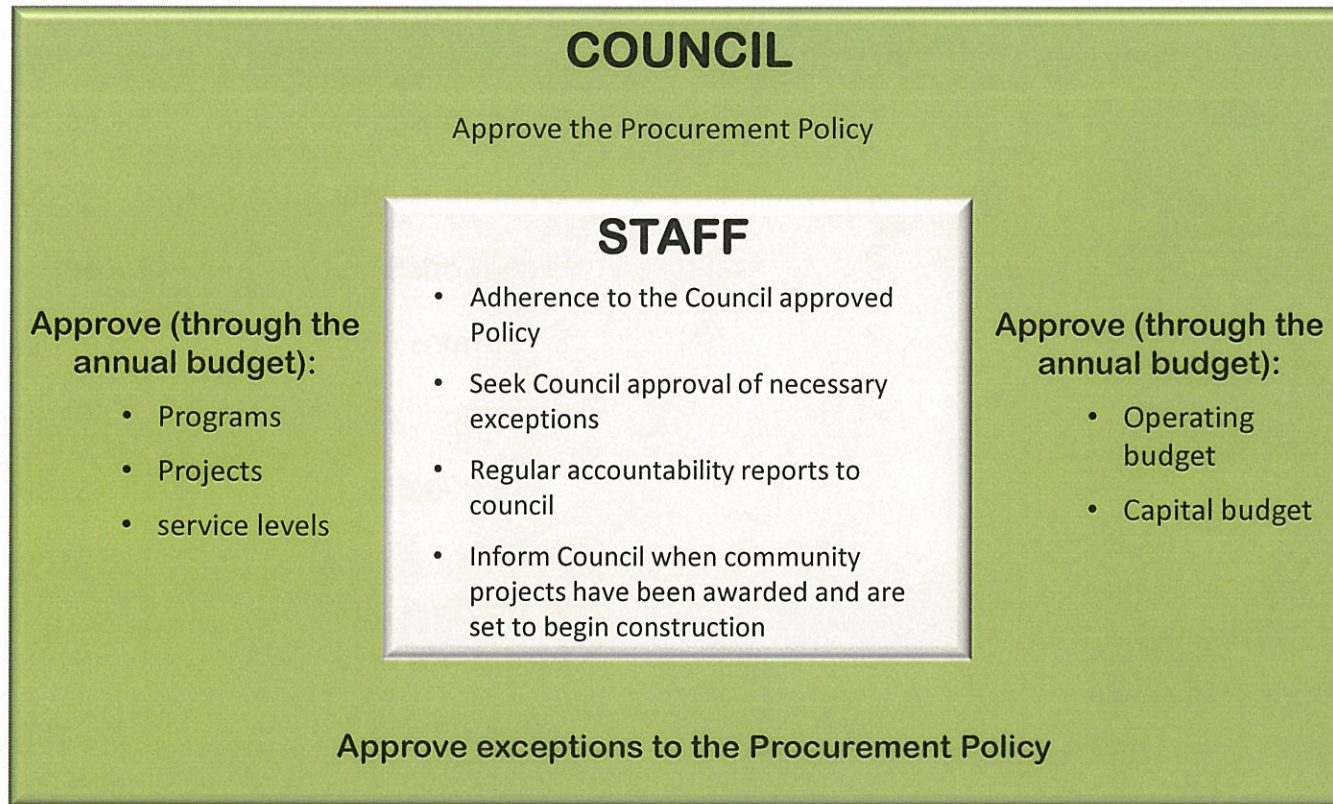 COUNCIL
Approve the Procurement Policy
Approve (through the
annual budget):
• Programs
• Projects
• service levels
STAFF
• Adherence to the Council approved
Policy
• Seek Council approval of necessary
exceptions
• Regular accountability reports to
council
• Inform Council when community
projects have been awarded and are
set to begin construction
Approve (through the
annual budget):
• Operating
budget
• Capital budget
Approve exceptions to the Procurement Policy